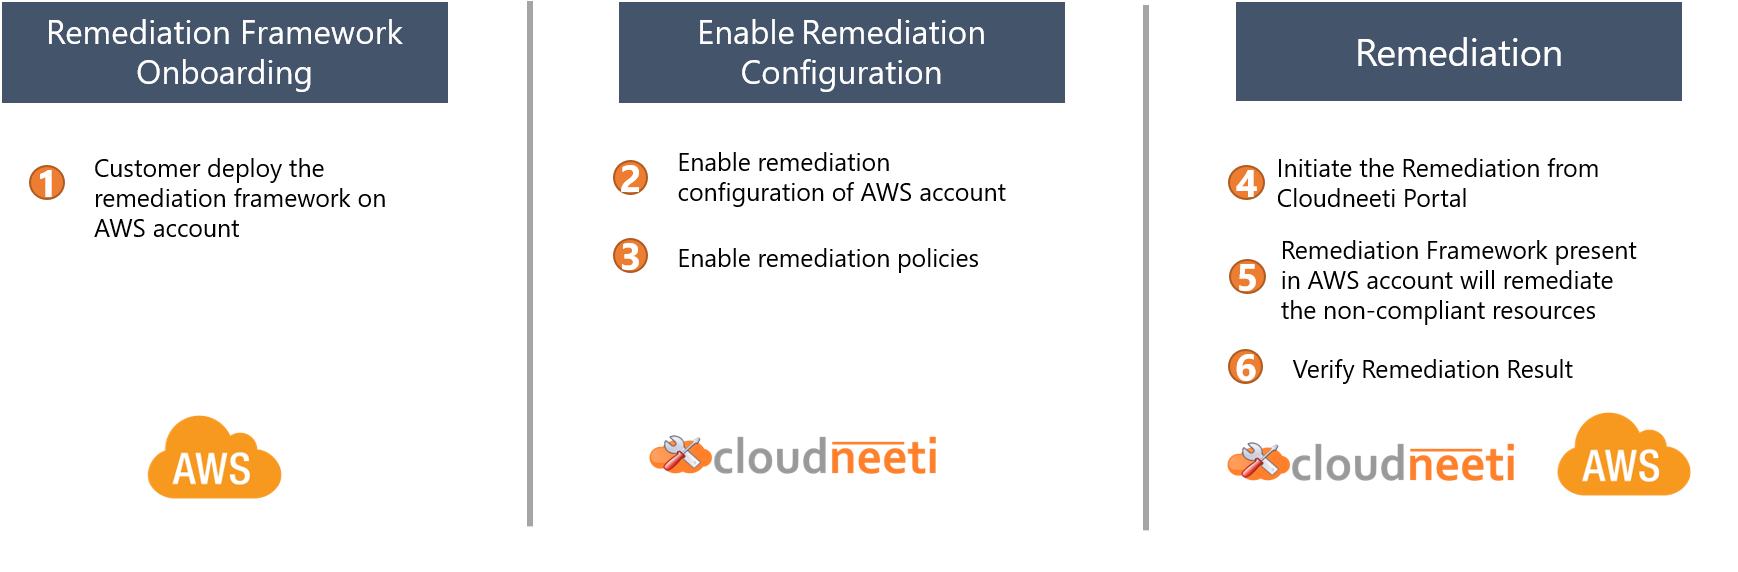 Remediation Framework
Onboarding
1
Customer deploy the
remediation framework on
AWS account
AWS
Enable Remediation
Configuration
2
Enable remediation
configuration of AWS account
3
Enable remediation policies
cloudneeti
Remediation
4
Initiate the Remediation from
Cloudneeti Portal
5
Remediation Framework present
in AWS account will remediate
the non-compliant resources
6
Verify Remediation Result
cloudneeti
AWS